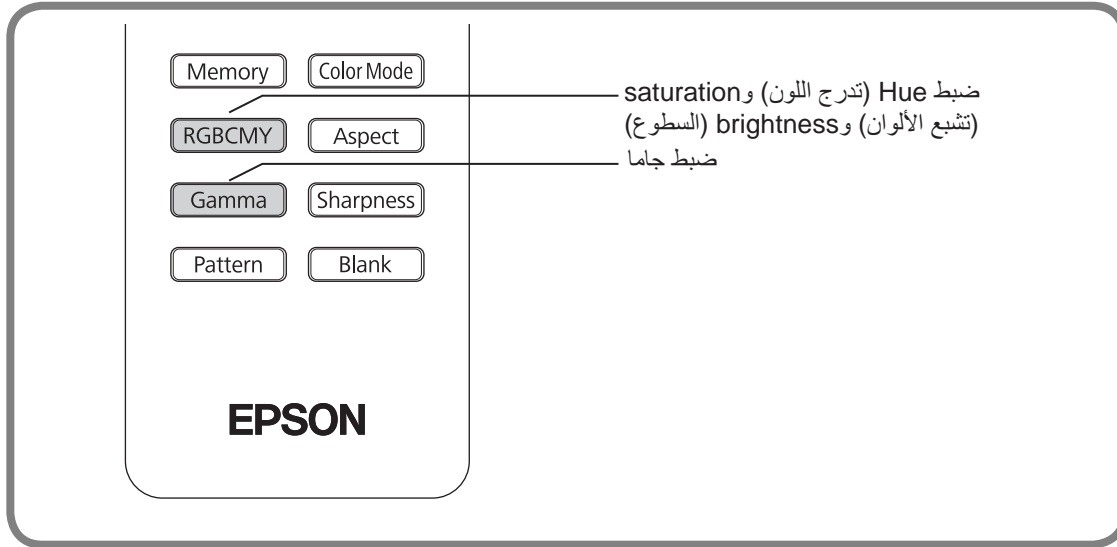 Memory Color Mode
ضبط Hue (تدرج اللون) وsaturation
(تشبع الألوان) وbrightness (السطوع)
RGBCMY Aspect
ضبط جاما
Gamma Sharpness
Pattern Blank
EPSON